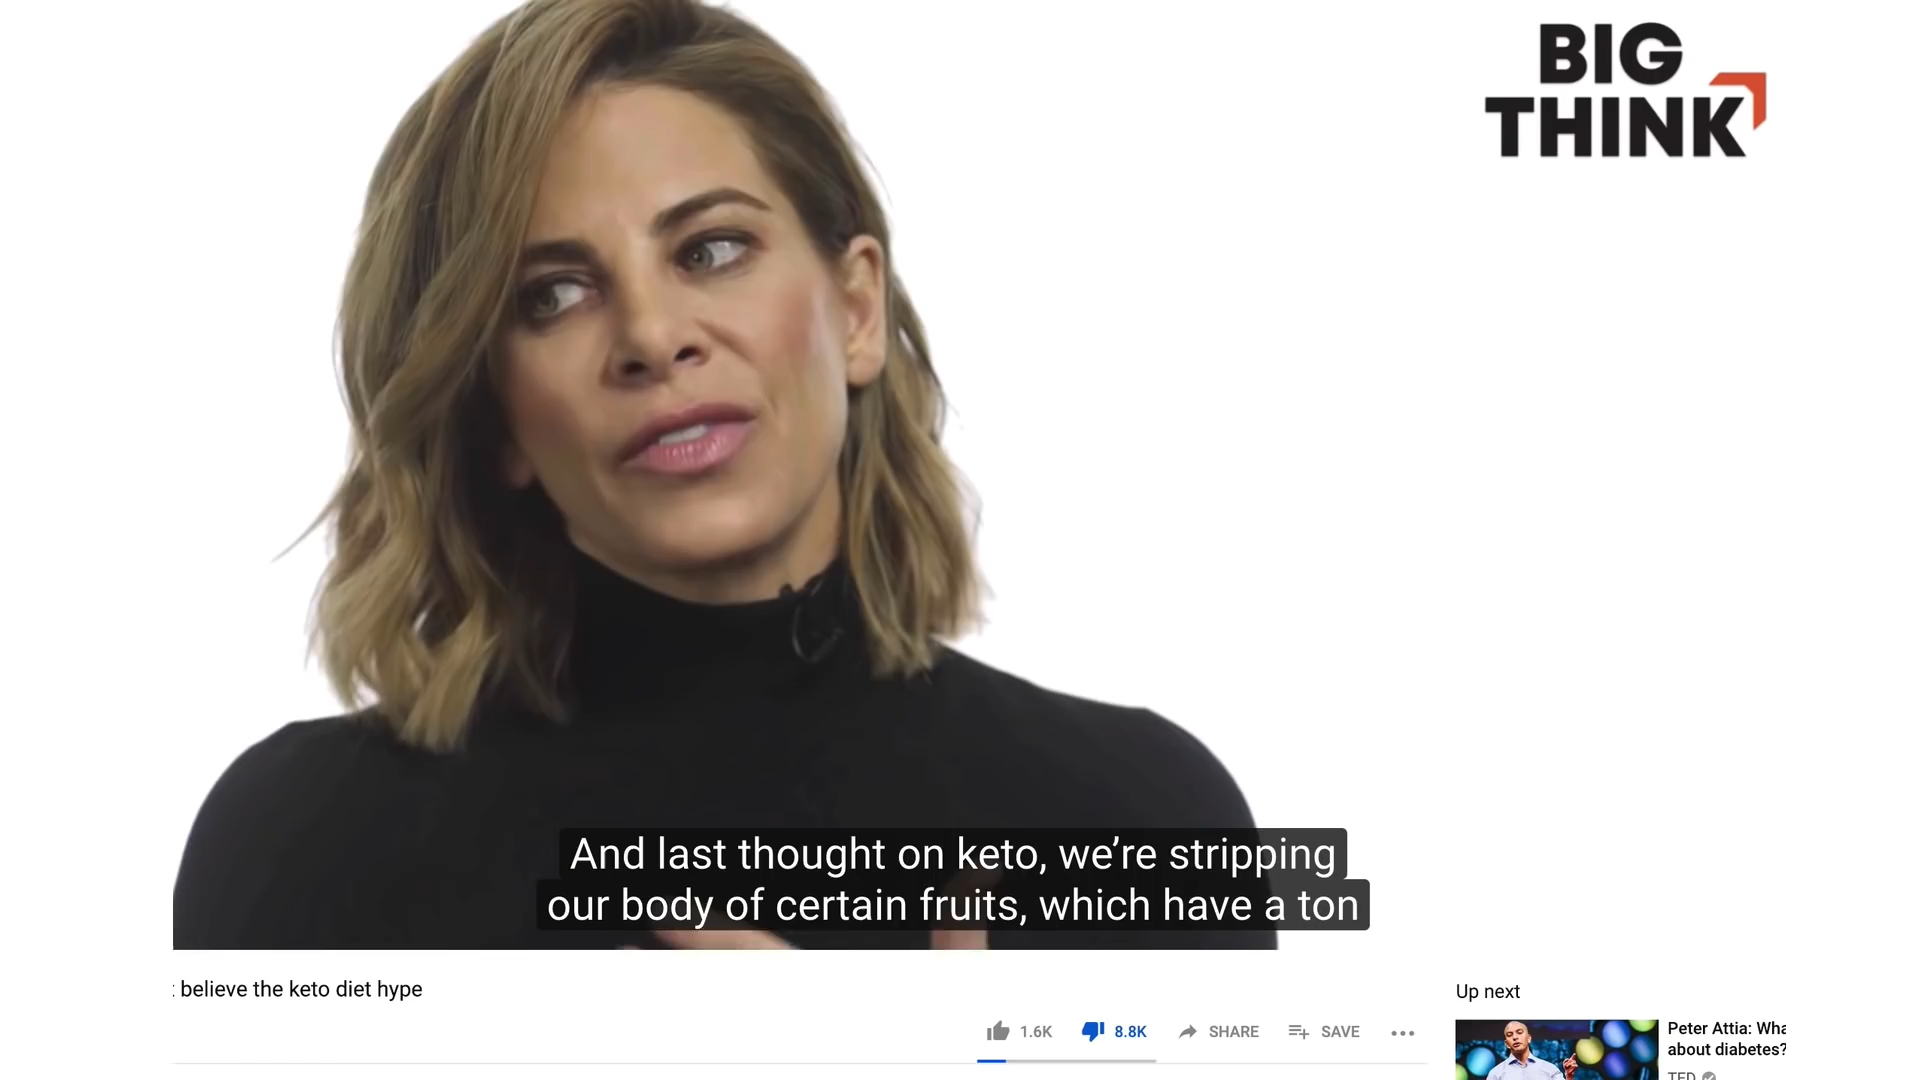 BIG
THINK
And last thought on keto, we’re stripping
our body of certain fruits, which have a ton
believe the keto diet hype
1.6K
8.8K
SHARE
SAVE
Up next
Peter Attia: Wha
about diabetes?
TED